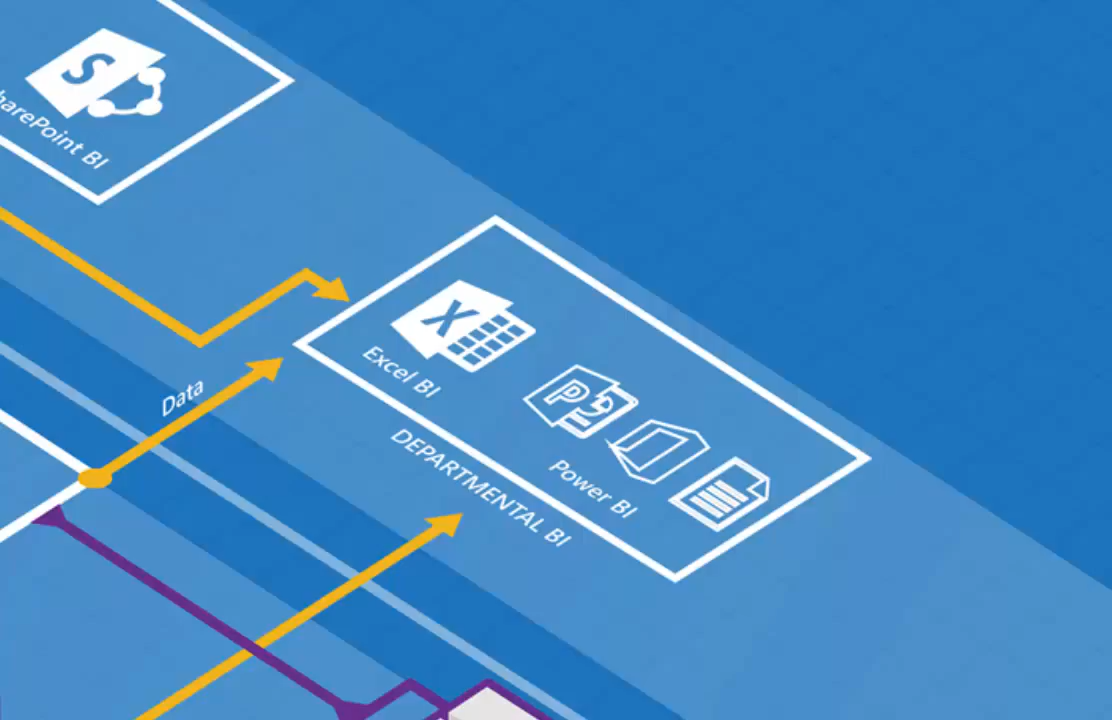 S
harePoint BI
X
Excel BI
Data
P
Power BI
DEPARTMENTAL BI